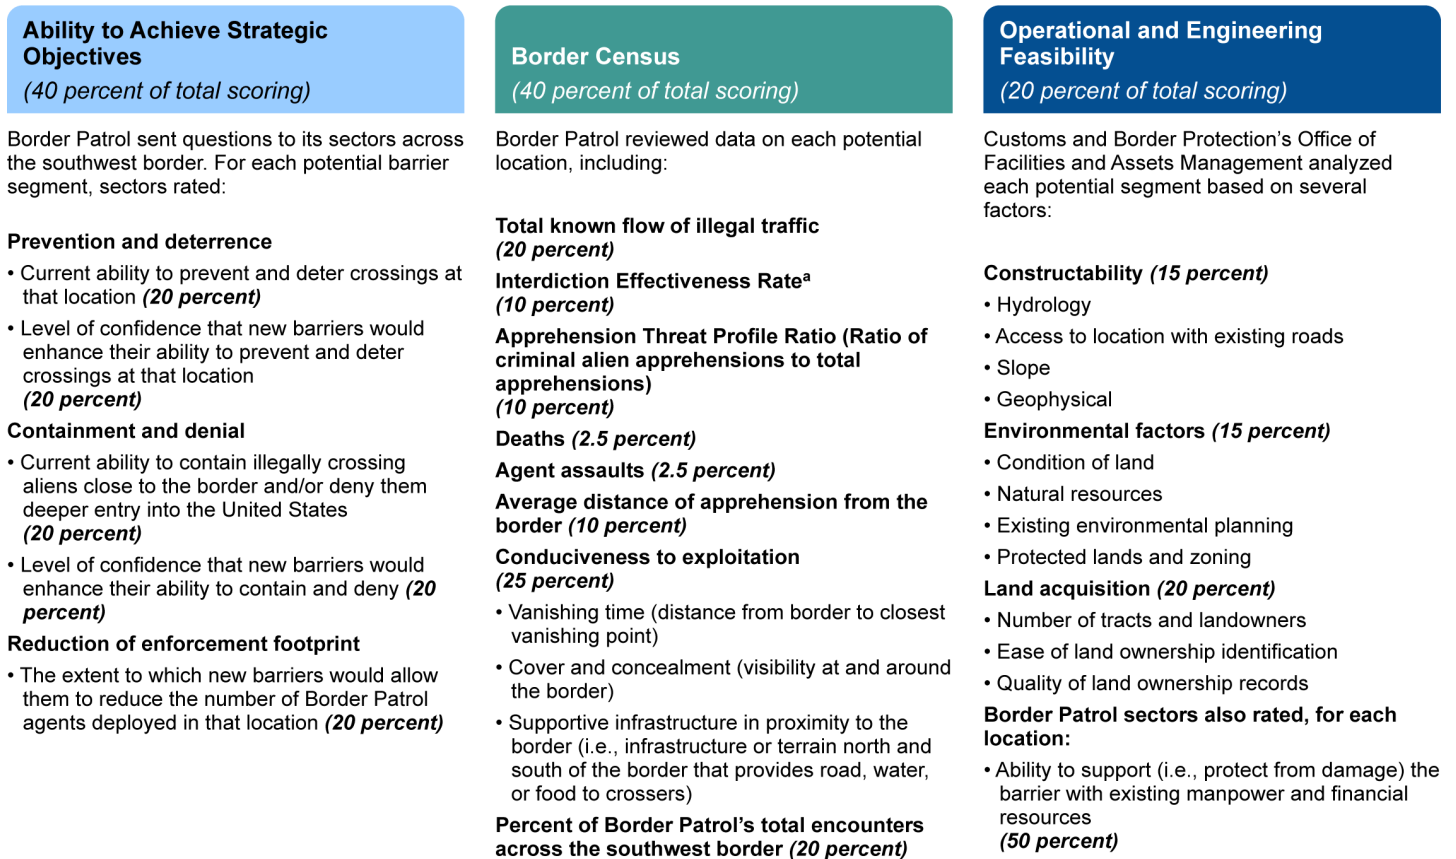 Ability to Achieve Strategic
Objectives
(40 percent of total scoring)
Border Patrol sent questions to its sectors across
the southwest border. For each potential barrier
segment, sectors rated:
Prevention and deterrence
• Current ability to prevent and deter crossings at
that location (20 percent)
• Level of confidence that new barriers would
enhance their ability to prevent and deter
crossings at that location
(20 percent)
Containment and denial
• Current ability to contain illegally crossing
aliens close to the border and/or deny them
deeper entry into the United States
(20 percent)
• Level of confidence that new barriers would
enhance their ability to contain and deny (20
percent)
Reduction of enforcement footprint
• The extent to which new barriers would allow
them to reduce the number of Border Patrol
agents deployed in that location (20 percent)
Border Census
(40 percent of total scoring)
Border Patrol reviewed data on each potential
location, including:
Total known flow of illegal traffic
(20 percent)
Interdiction Effectiveness Rateᵃ
(10 percent)
Apprehension Threat Profile Ratio (Ratio of
criminal alien apprehensions to total
apprehensions)
(10 percent)
Deaths (2.5 percent)
Agent assaults (2.5 percent)
Average distance of apprehension from the
border (10 percent)
Conduciveness to exploitation
(25 percent)
• Vanishing time (distance from border to closest
vanishing point)
• Cover and concealment (visibility at and around
the border)
• Supportive infrastructure in proximity to the
border (i.e., infrastructure or terrain north and
south of the border that provides road, water,
or food to crossers)
Percent of Border Patrol’s total encounters
across the southwest border (20 percent)
Operational and Engineering
Feasibility
(20 percent of total scoring)
Customs and Border Protection’s Office of
Facilities and Assets Management analyzed
each potential segment based on several
factors:
Constructability (15 percent)
• Hydrology
• Access to location with existing roads
• Slope
• Geophysical
Environmental factors (15 percent)
• Condition of land
• Natural resources
• Existing environmental planning
• Protected lands and zoning
Land acquisition (20 percent)
• Number of tracts and landowners
• Ease of land ownership identification
• Quality of land ownership records
Border Patrol sectors also rated, for each
location:
• Ability to support (i.e., protect from damage) the
barrier with existing manpower and financial
resources
(50 percent)